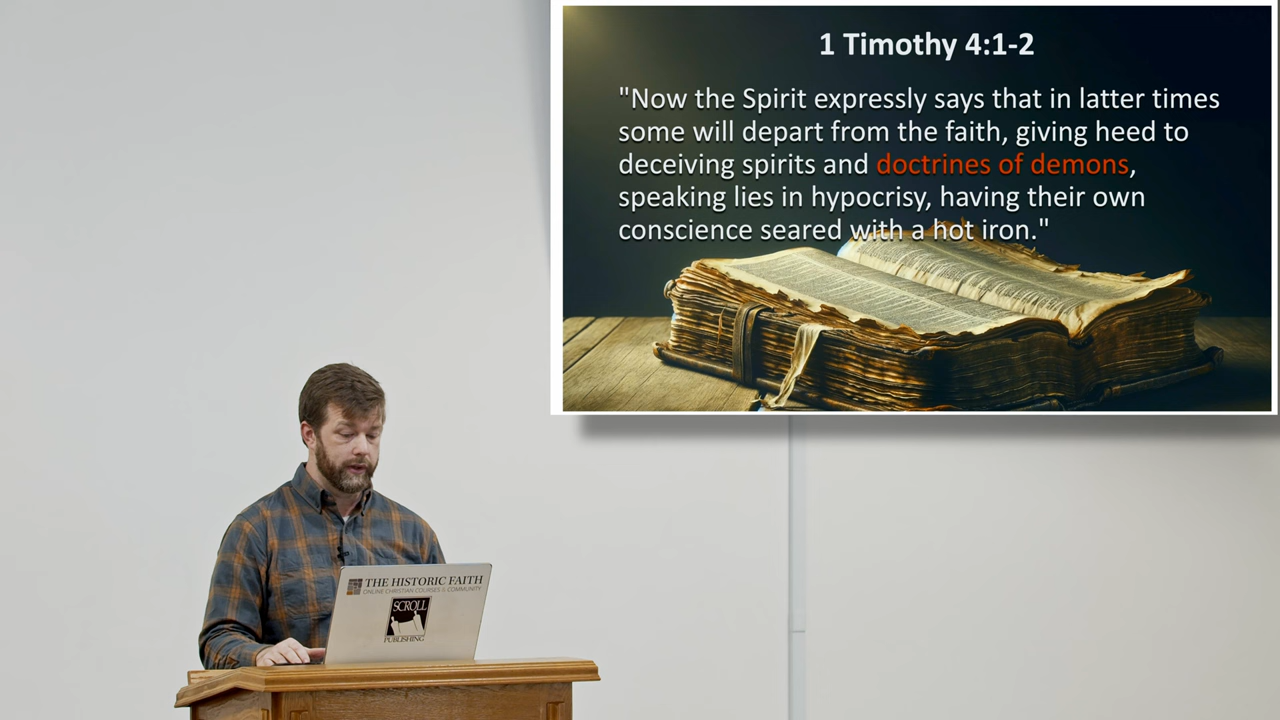 1 Timothy 4:1-2
"Now the Spirit expressly says that in latter times
some will depart from the faith, giving heed to
deceiving spirits and doctrines of demons,
speaking lies in hypocrisy, having their own
conscience seared with a hot iron."
THE HISTORIC FAITH
ONLINE CHRISTIAN COURSES & COMMUNITY
SCROLL
PUBLISHING